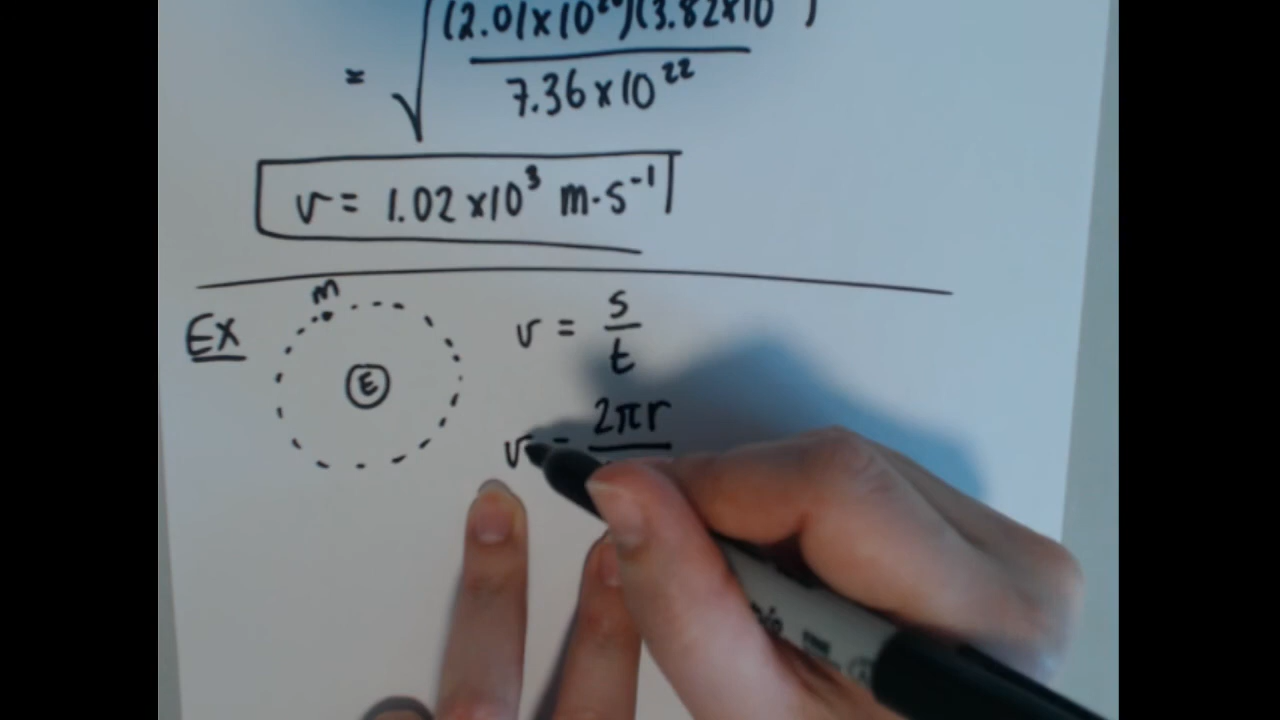 (2.01×10²⁰)(3.82×10 )
= √
7.36×10²²
v = 1.02×10³ m·s⁻¹
Ex
m
E
v = s/t
v = 2πr